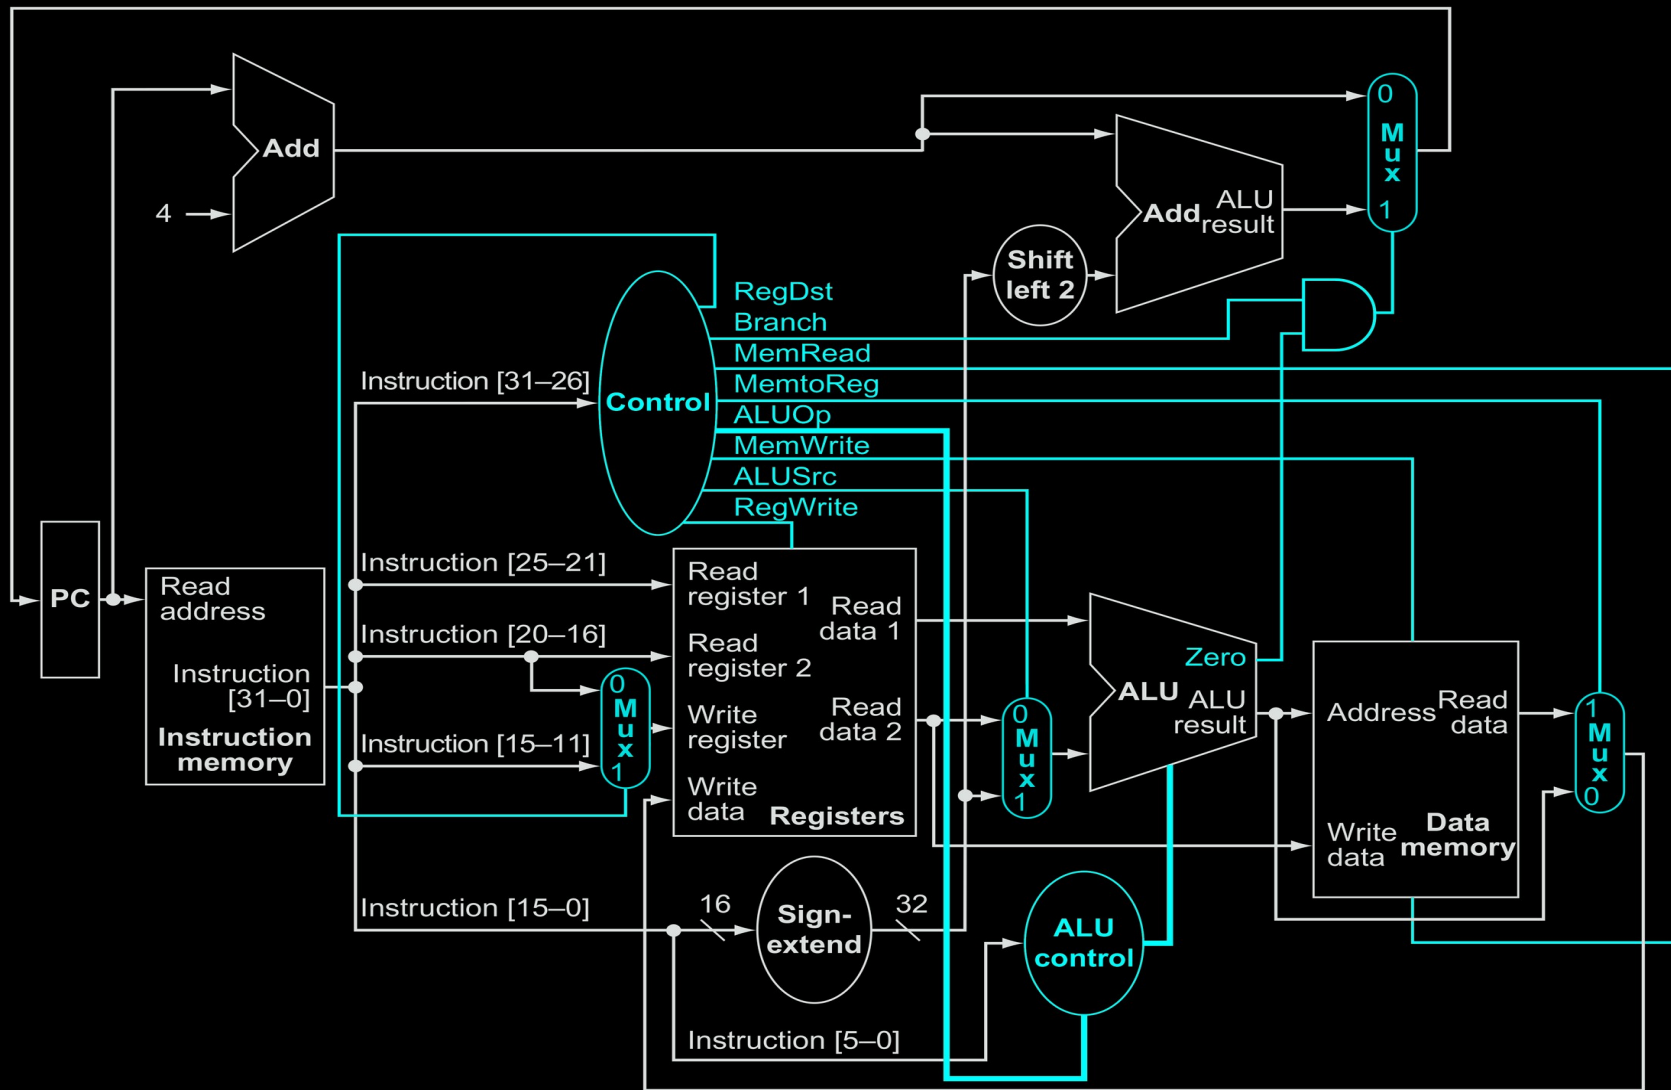 0
Mux
1
Add
4
Add
ALU
result
Shift
left 2
RegDst
Branch
MemRead
MemtoReg
ALUOp
MemWrite
ALUSrc
RegWrite
Control
Instruction [31–26]
Instruction [25–21]
Instruction [20–16]
Instruction [15–11]
Instruction [15–0]
PC
Read
address
Instruction
[31–0]
Instruction
memory
0
Mux
1
Read
register 1
Read
register 2
Write
register
Write
data
Read
data 1
Read
data 2
Registers
0
Mux
1
Zero
ALU
ALU
result
Address
Read
data
Write
data
Data
memory
1
Mux
0
16
Sign-
extend
32
ALU
control
Instruction [5–0]